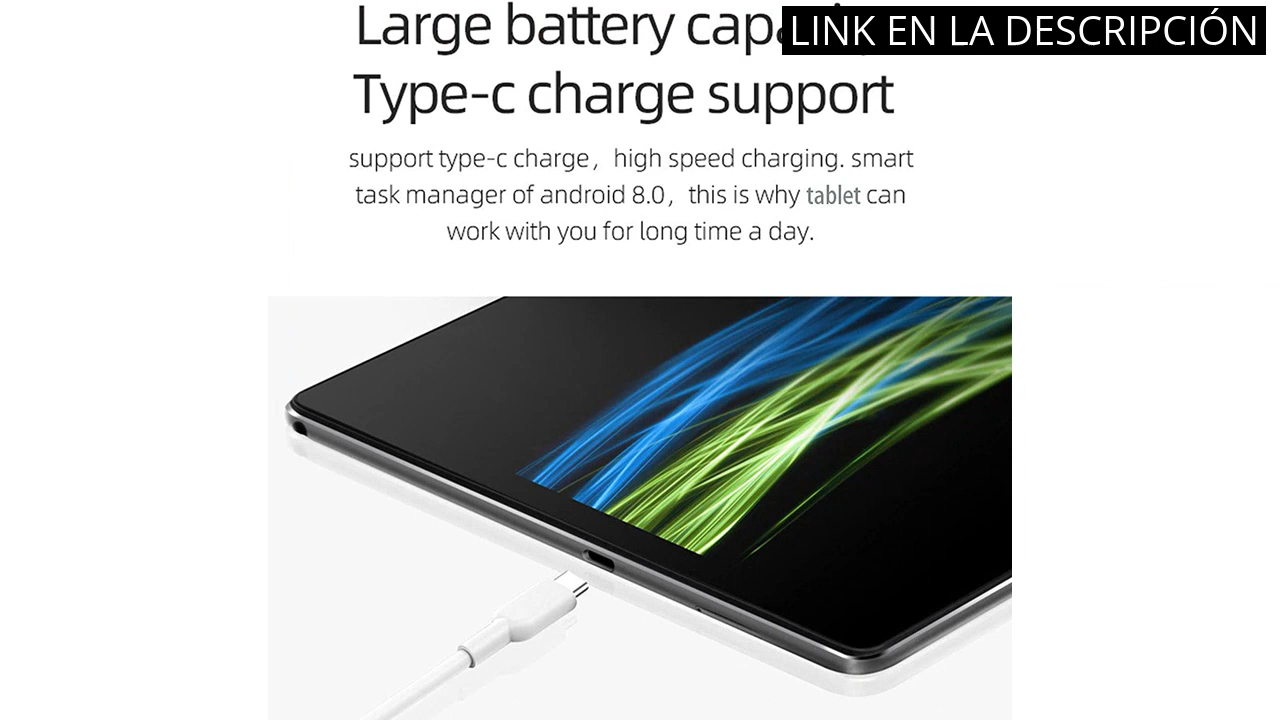 Large battery
LINK EN LA DESCRIPCIÓN
Type-c charge support
support type-c charge, high speed charging. smart
task manager of android 8.0, this is why tablet can
work with you for long time a day.